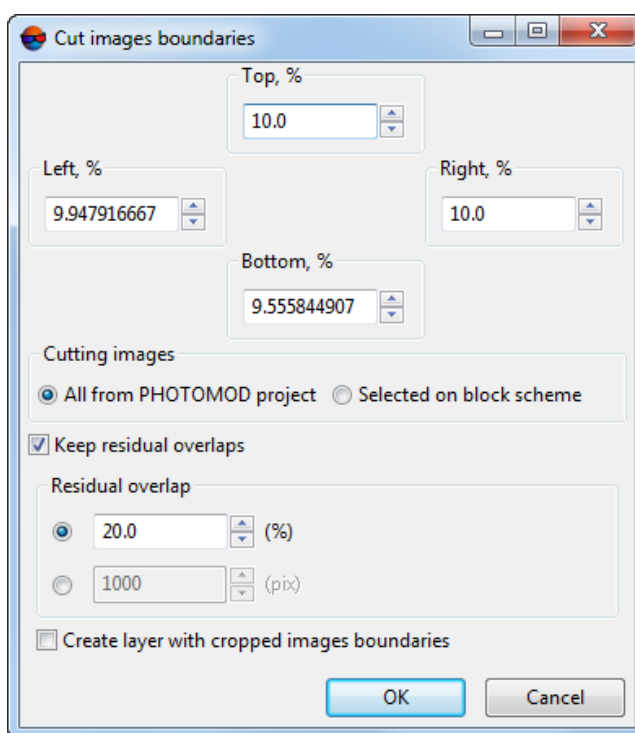 Cut images boundaries
Top, %
10.0
Left, %
Right, %
9.947916667
10.0
Bottom, %
9.555844907
Cutting images
All from PHOTOMOD project Selected on block scheme
Keep residual overlaps
Residual overlap
20.0 (%)
1000 (pix)
Create layer with cropped images boundaries
OK Cancel